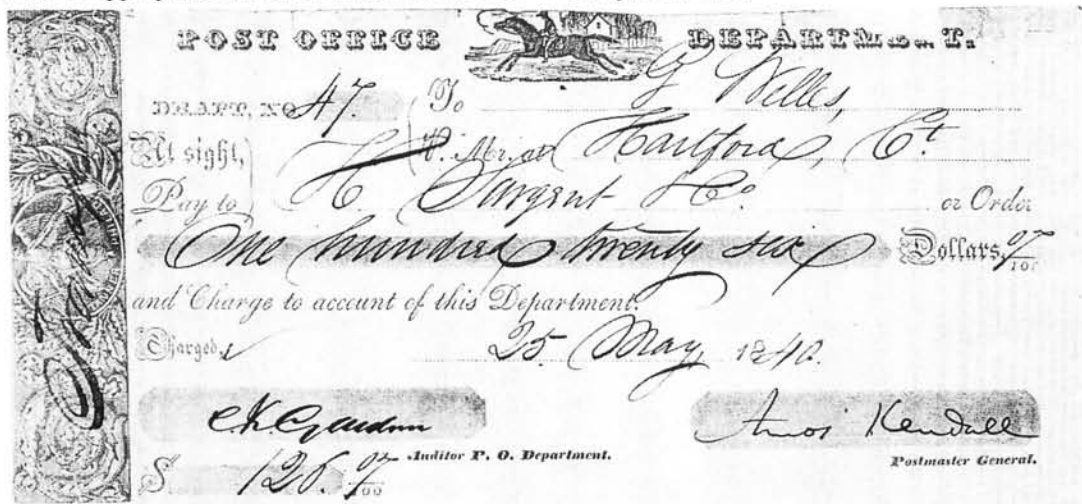 POST OFFICE DEPARTMENT.
DRAFT, NO 47. To G Welles,
At sight, P. Mr. at Hartford, Ct
Pay to H. Sargent & Co. or Order
One hundred twenty six Dollars 07/100
and Charge to account of this Department.
Charged, 25 May 1840.
C.K. Gardner Amos Kendall
Auditor P. O. Department. Postmaster General.
$ 126.07/100